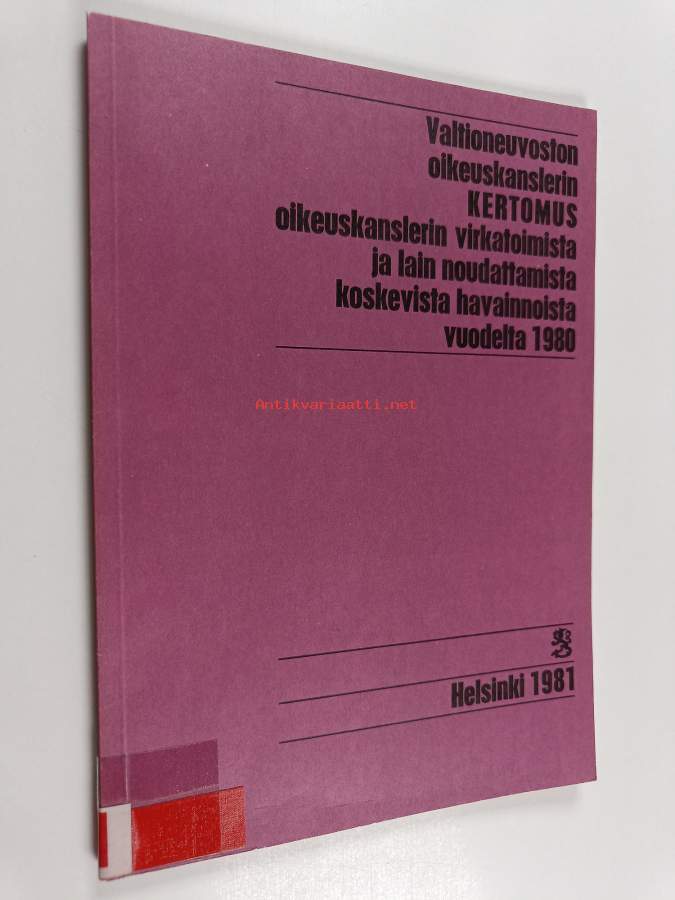 Valtioneuvoston
oikeuskanslerin
KERTOMUS
oikeuskanslerin virkatoimista
ja lain noudattamista
koskevista havainnoista
vuodelta 1980
Antikvariaatti.net
Helsinki 1981